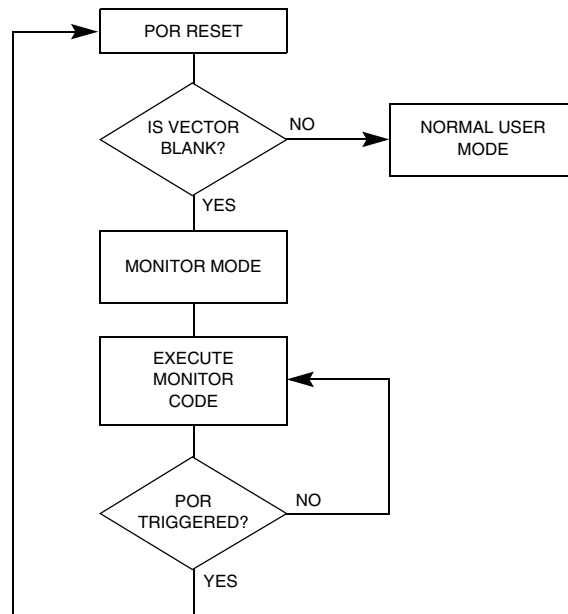 POR RESET
IS VECTOR
BLANK?
NO
NORMAL USER
MODE
YES
MONITOR MODE
EXECUTE
MONITOR
CODE
POR
TRIGGERED?
NO
YES